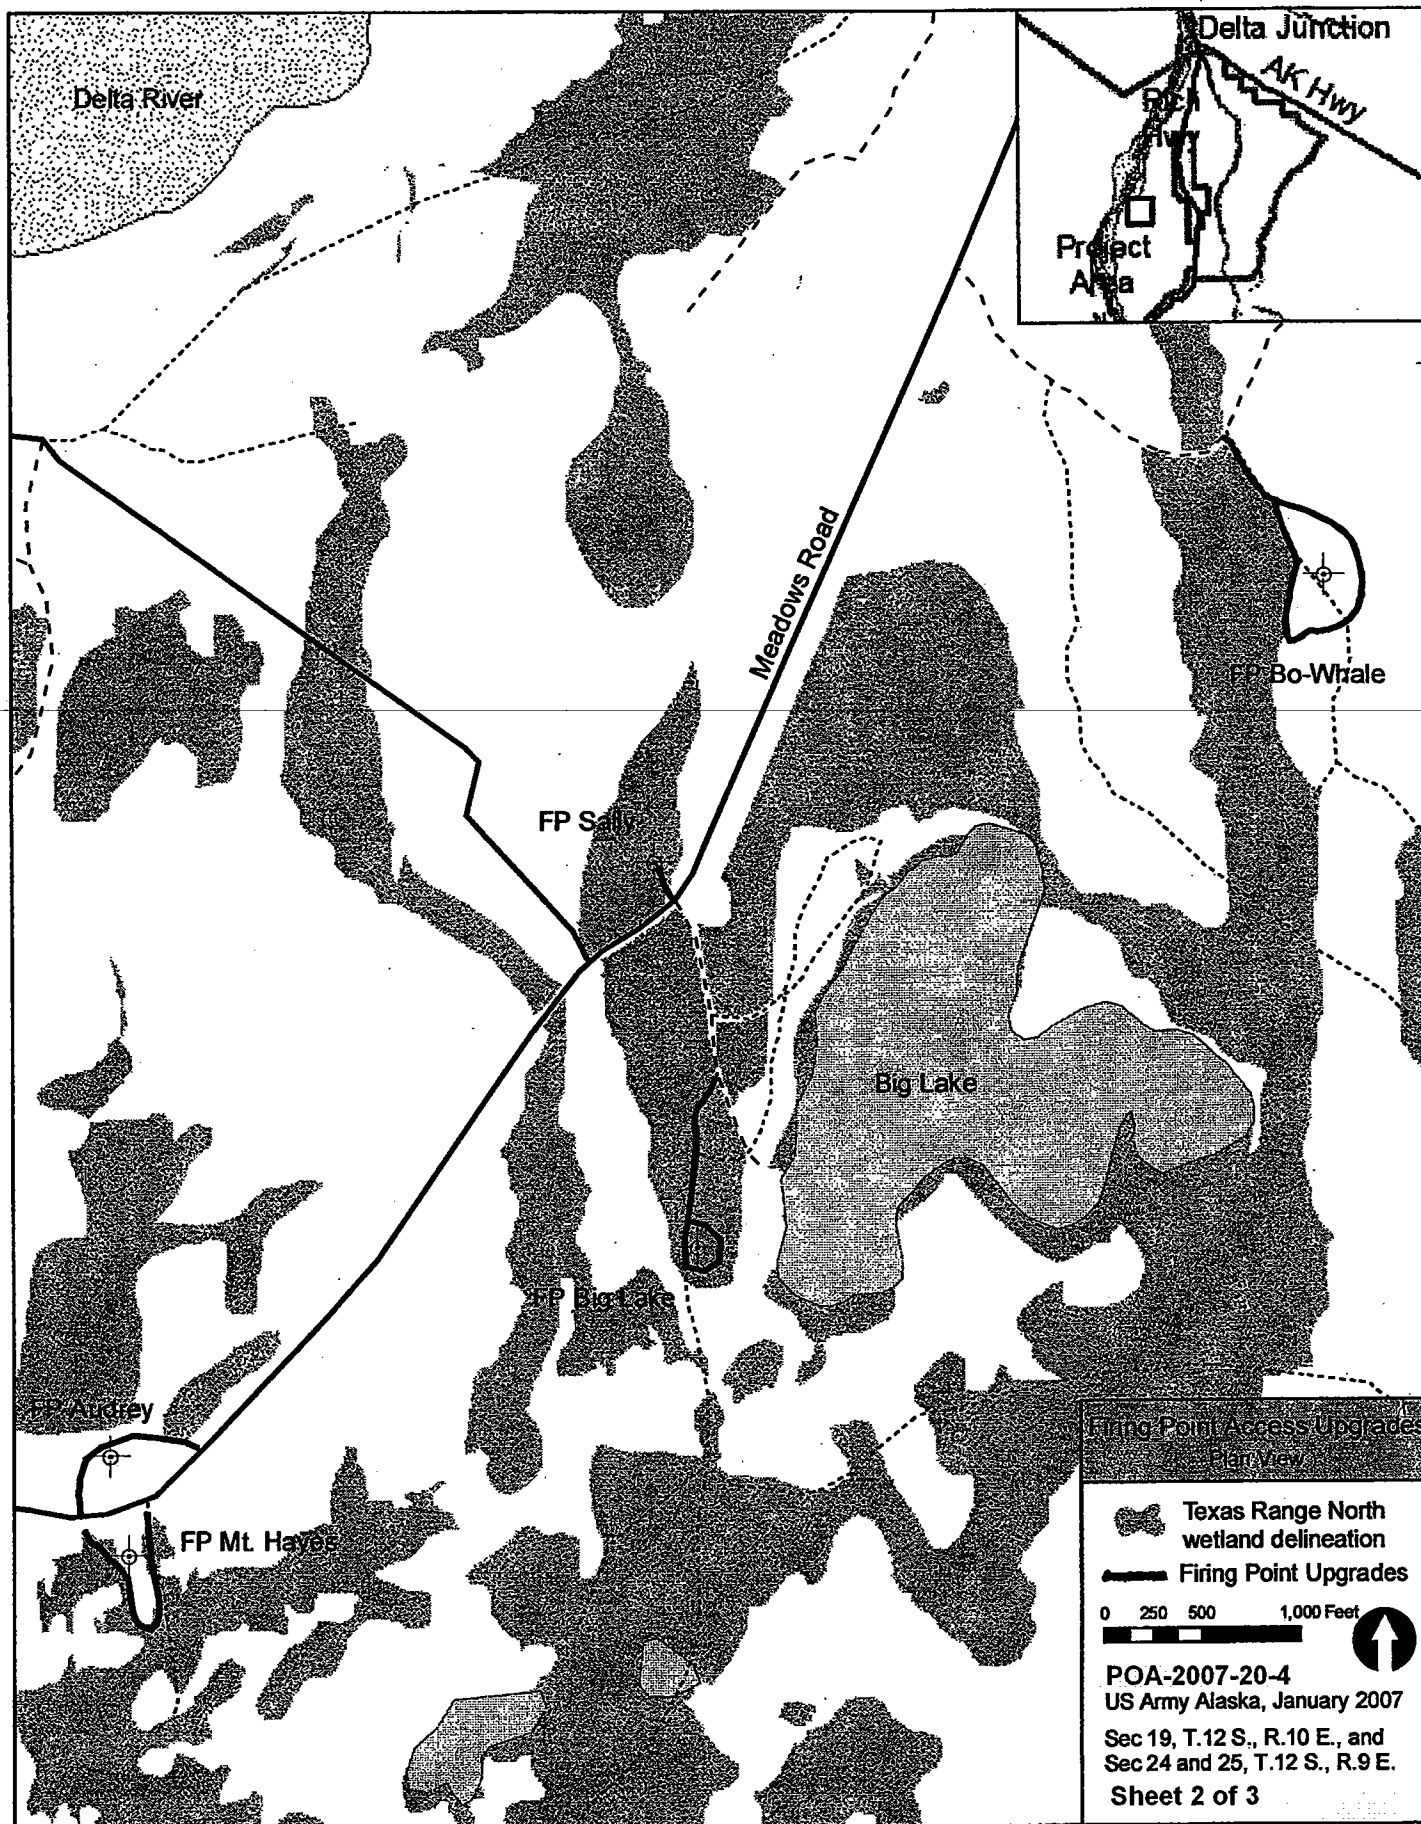 Delta Junction
AK Hwy
Rich
Hwy
Project
Area
Delta River
Meadows Road
FP Bo-Whale
FP Sally
Big Lake
FP Big Lake
FP Audrey
FP Mt. Hayes
Firing Point Access Upgrades
Plan View
Texas Range North
wetland delineation
Firing Point Upgrades
0 250 500 1,000 Feet
POA-2007-20-4
US Army Alaska, January 2007
Sec 19, T.12 S., R.10 E., and
Sec 24 and 25, T.12 S., R.9 E.
Sheet 2 of 3